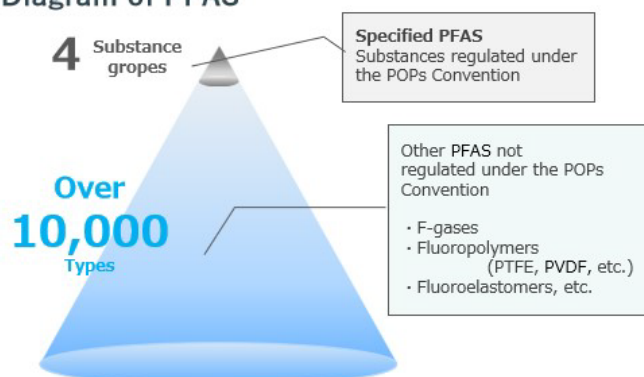 Diagram of PFAS
4 Substance
gropes
Specified PFAS
Substances regulated under
the POPs Convention
Over
10,000
Types
Other PFAS not
regulated under the POPs
Convention
・F-gases
・Fluoropolymers
(PTFE, PVDF, etc.)
・Fluoroelastomers, etc.